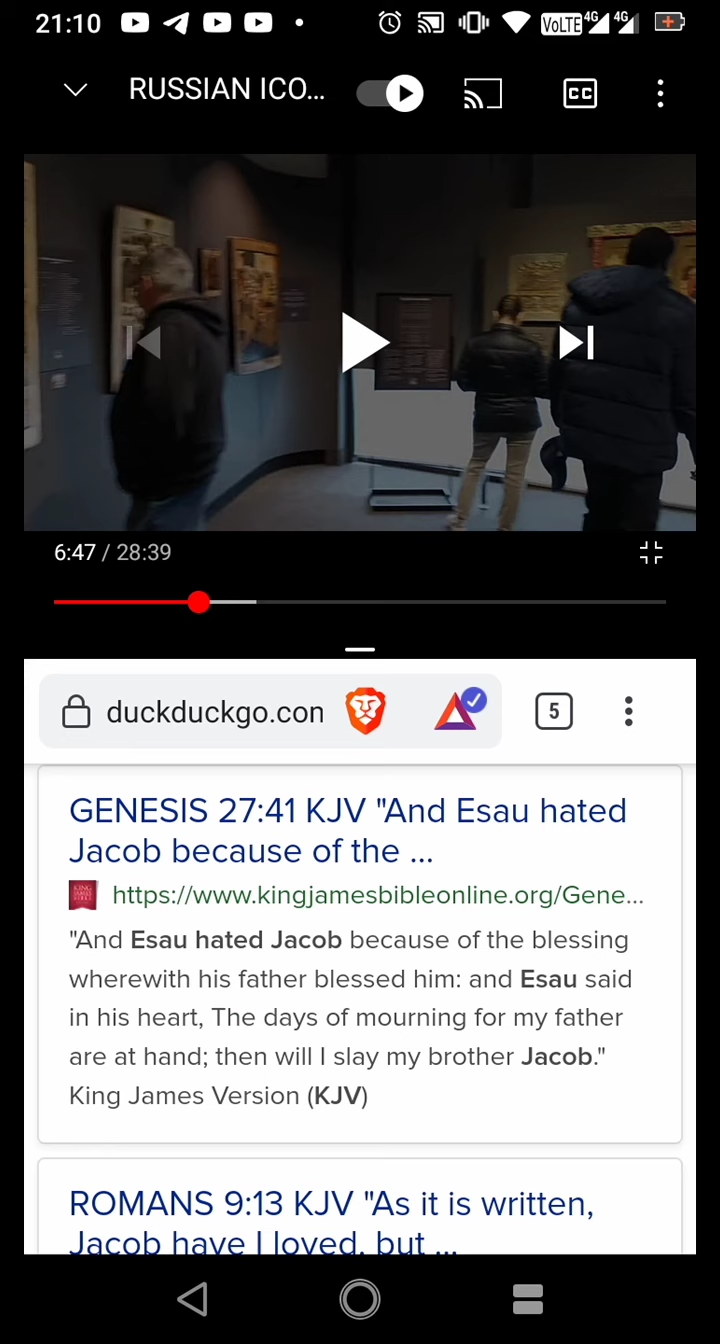 21:10
VoLTE 4G 4G
RUSSIAN ICO...
CC
6:47 / 28:39
duckduckgo.con
5
GENESIS 27:41 KJV "And Esau hated
Jacob because of the ...
https://www.kingjamesbibleonline.org/Gene...
"And Esau hated Jacob because of the blessing
wherewith his father blessed him: and Esau said
in his heart, The days of mourning for my father
are at hand; then will I slay my brother Jacob."
King James Version (KJV)
ROMANS 9:13 KJV "As it is written,
Jacob have I loved, but ...